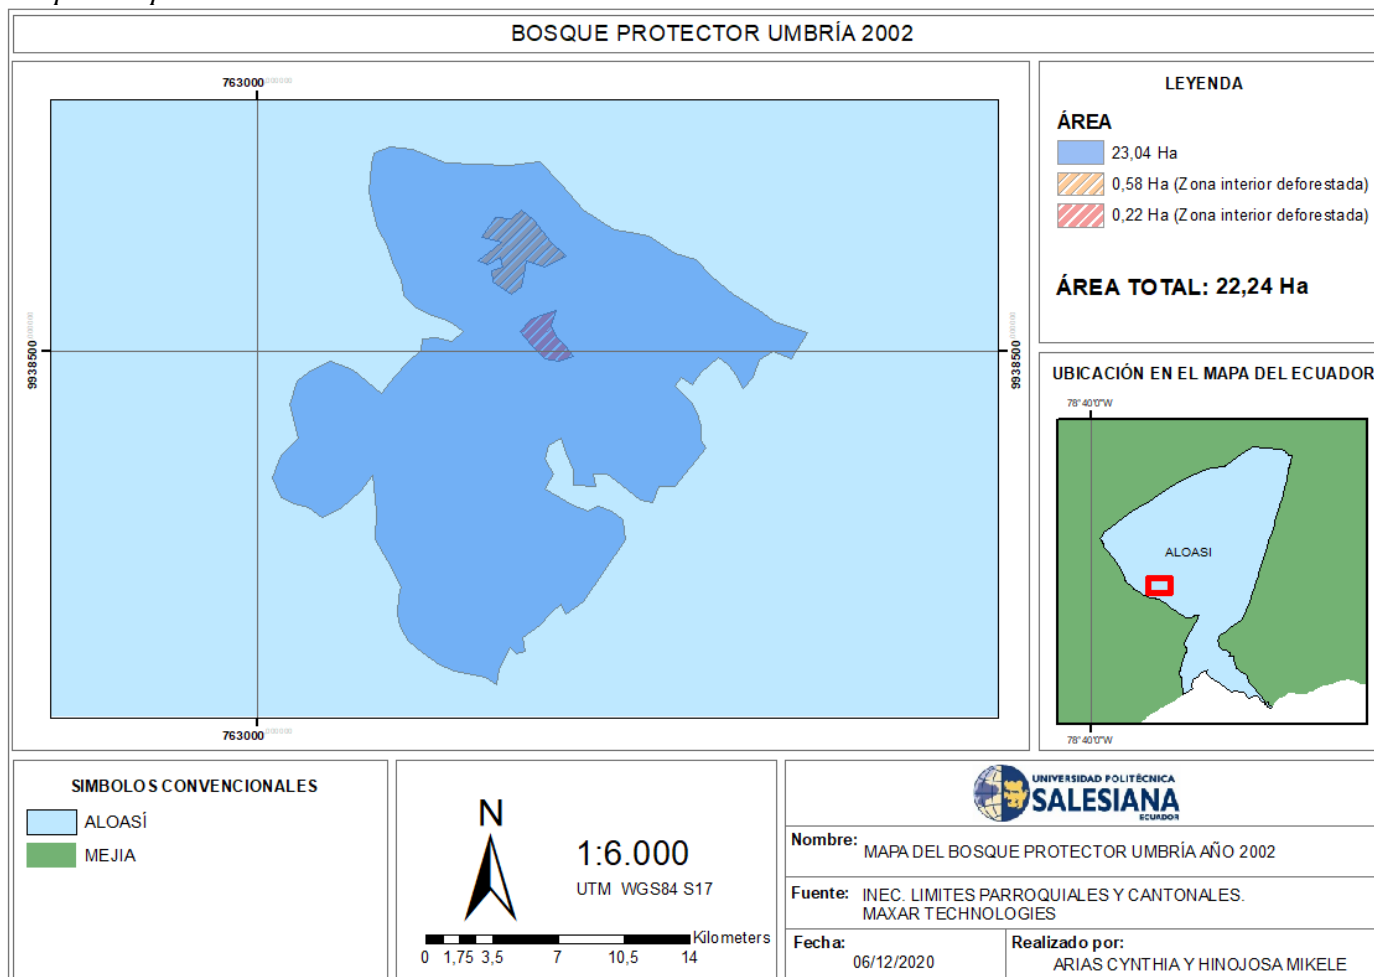 BOSQUE PROTECTOR UMBRÍA 2002
763000
9938500
9938500
763000
LEYENDA
ÁREA
23,04 Ha
0,58 Ha (Zona interior deforestada)
0,22 Ha (Zona interior deforestada)
ÁREA TOTAL: 22,24 Ha
UBICACIÓN EN EL MAPA DEL ECUADOR
78°40'0"W
ALOASI
78°40'0"W
SIMBOLOS CONVENCIONALES
ALOASÍ
MEJIA
N
1:6.000
UTM WGS84 S17
Kilometers
0 1,75 3,5 7 10,5 14
UNIVERSIDAD POLITÉCNICA
SALESIANA
ECUADOR
Nombre: MAPA DEL BOSQUE PROTECTOR UMBRÍA AÑO 2002
Fuente: INEC. LIMITES PARROQUIALES Y CANTONALES.
MAXAR TECHNOLOGIES
Fecha:
06/12/2020
Realizado por:
ARIAS CYNTHIA Y HINOJOSA MIKELE